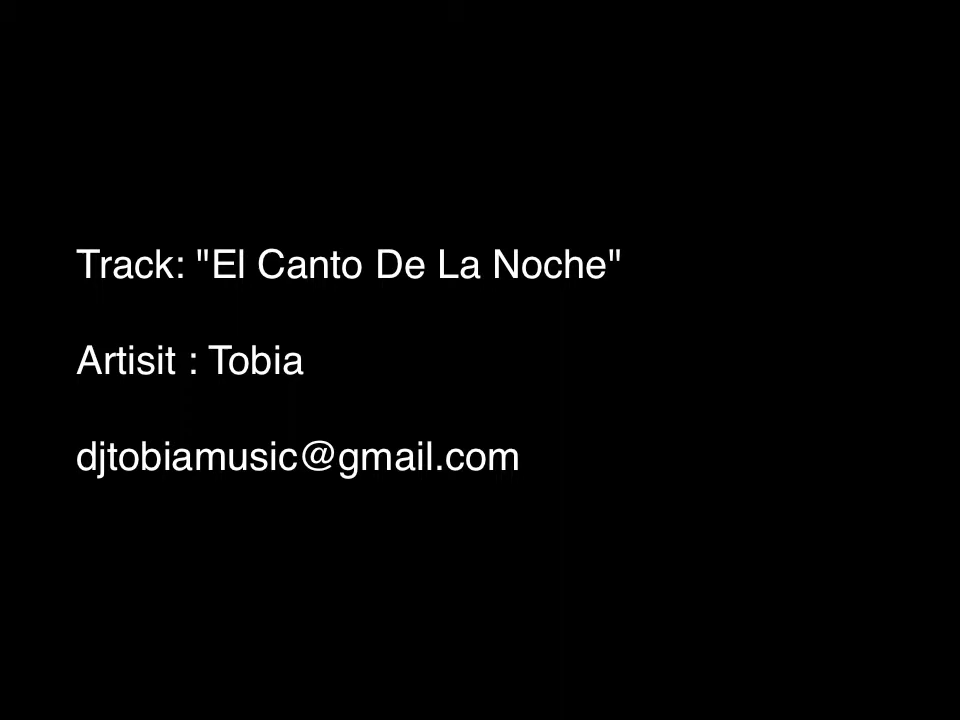 Track: "El Canto De La Noche"
Artisit : Tobia
djtobiamusic@gmail.com